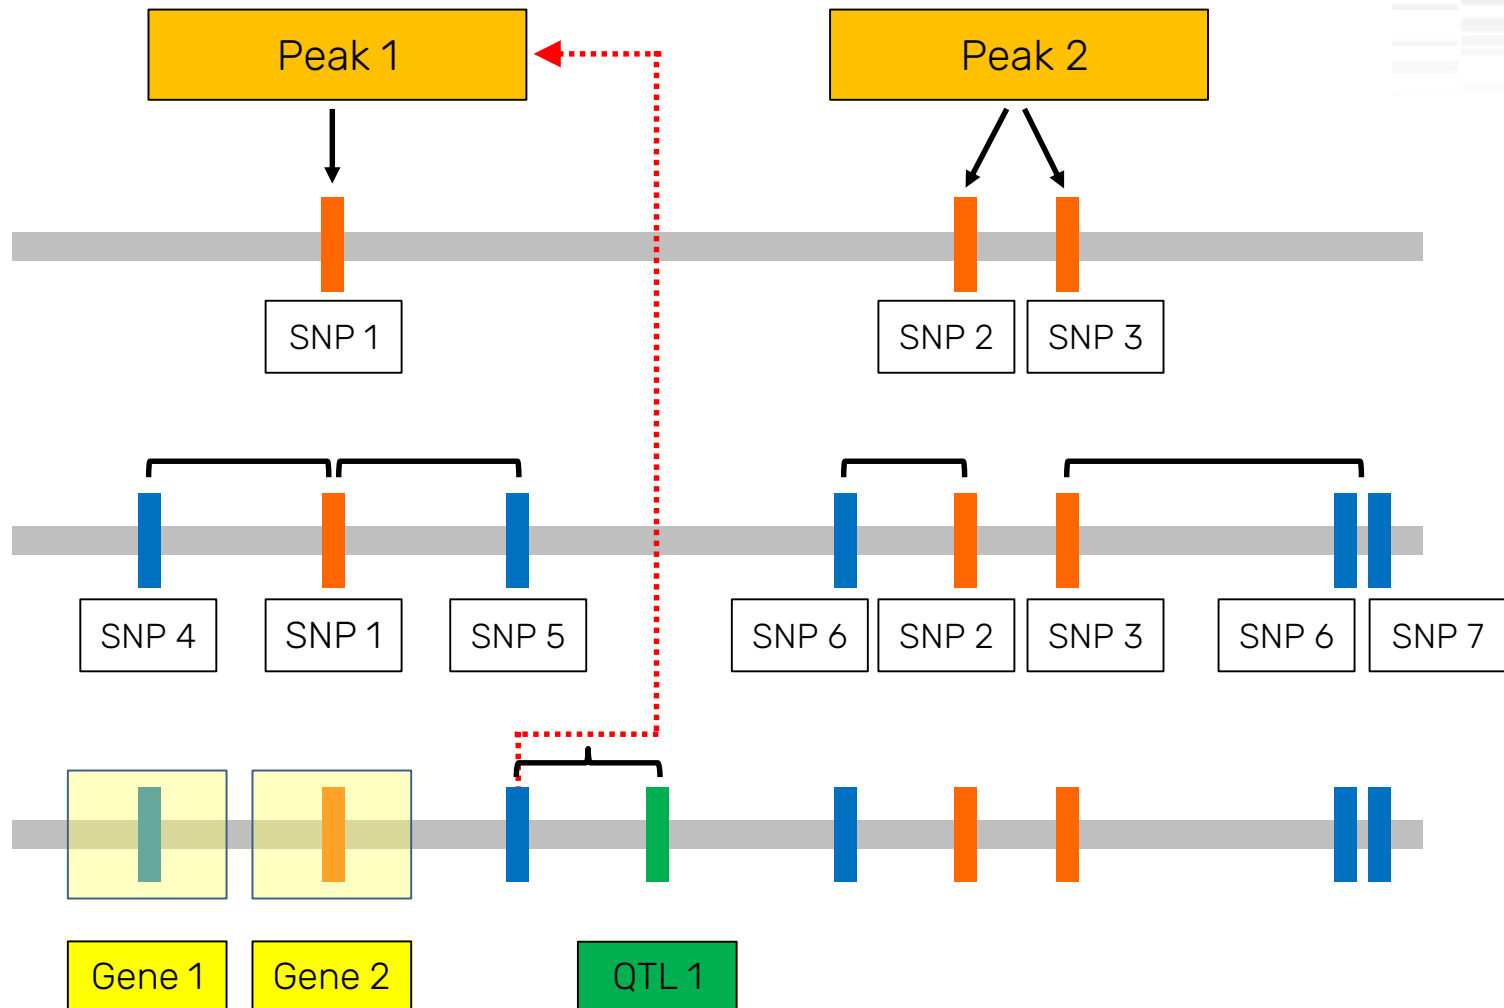 Peak 1
Peak 2
SNP 1
SNP 2
SNP 3
SNP 4
SNP 1
SNP 5
SNP 6
SNP 2
SNP 3
SNP 6
SNP 7
Gene 1
Gene 2
QTL 1